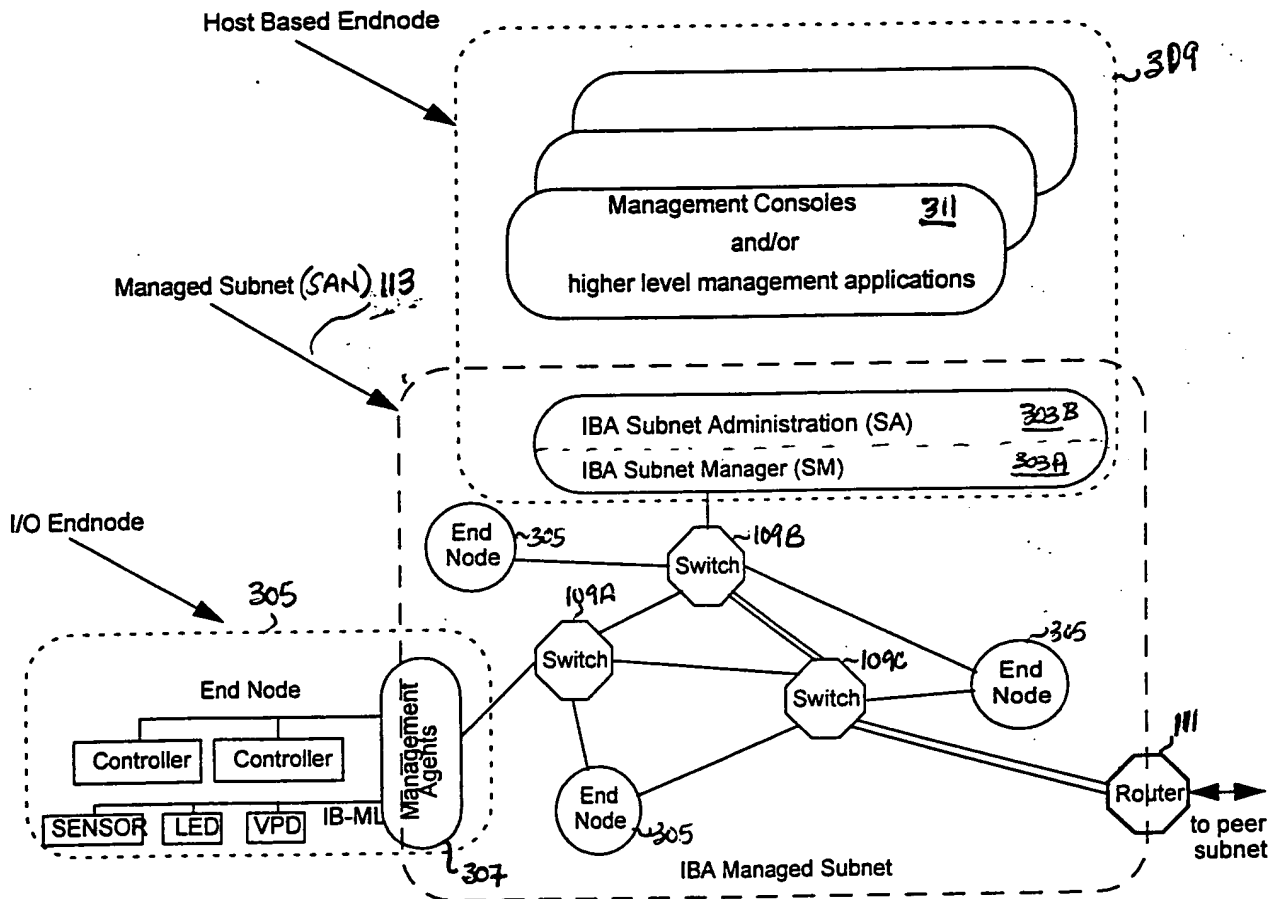 Host Based Endnode
309
Management Consoles 311
and/or
higher level management applications
Managed Subnet (SAN) 113
IBA Subnet Administration (SA) 303B
IBA Subnet Manager (SM) 303A
I/O Endnode
End
Node
305
109B
Switch
305
109A
Switch
109C
Switch
305
End
Node
End Node
Management
Agents
Controller
Controller
111
Router
to peer
subnet
End
Node
305
IB-ML
SENSOR
LED
VPD
307
IBA Managed Subnet